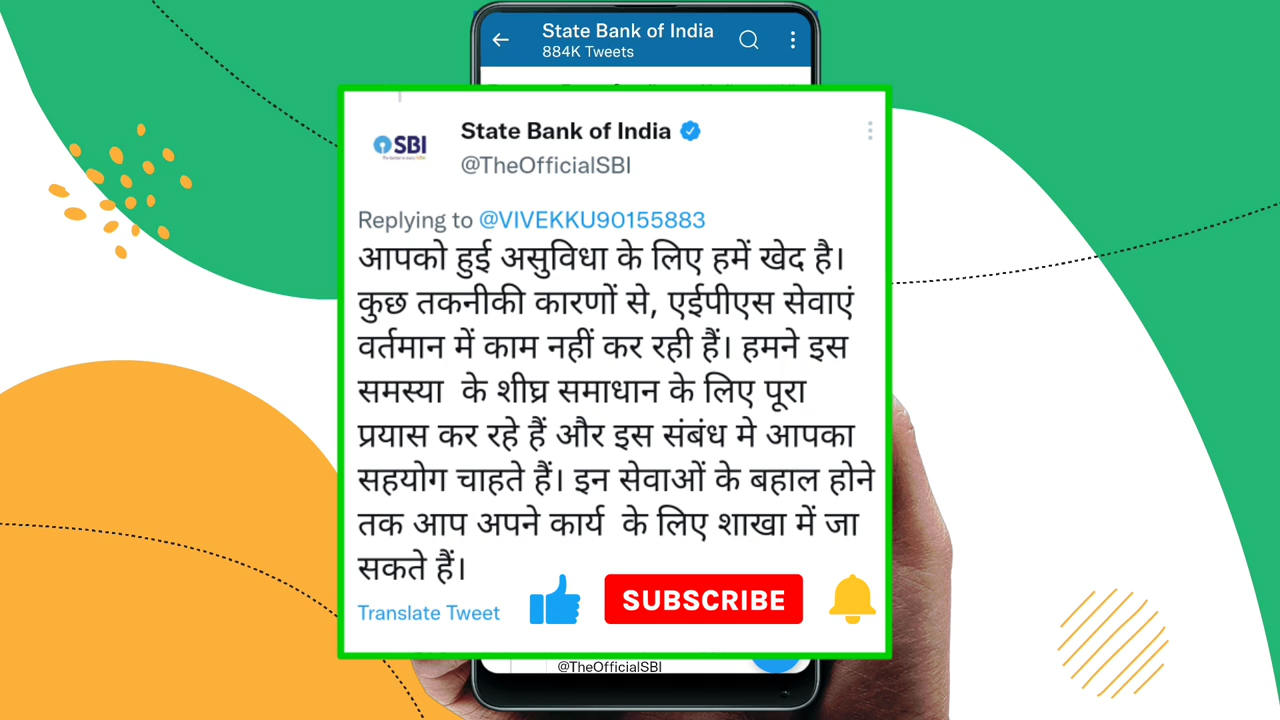 State Bank of India
884K Tweets
SBI
State Bank of India
@TheOfficialSBI
Replying to @VIVEKKU90155883
आपको हुई असुविधा के लिए हमें खेद है।
कुछ तकनीकी कारणों से, एईपीएस सेवाएं
वर्तमान में काम नहीं कर रही हैं। हमने इस
समस्या के शीघ्र समाधान के लिए पूरा
प्रयास कर रहे हैं और इस संबंध मे आपका
सहयोग चाहते हैं। इन सेवाओं के बहाल होने
तक आप अपने कार्य के लिए शाखा में जा
सकते हैं।
Translate Tweet
SUBSCRIBE
@TheOfficialSBI